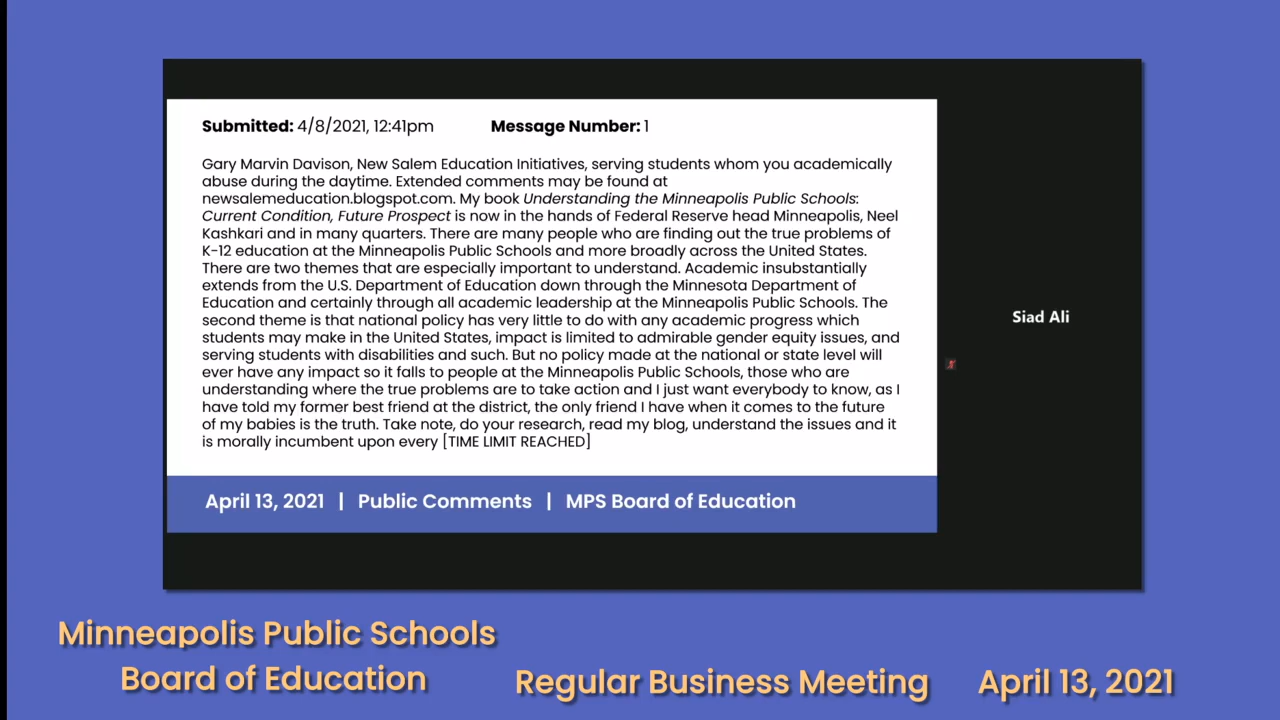 Submitted: 4/8/2021, 12:41pm Message Number: 1
Gary Marvin Davison, New Salem Education Initiatives, serving students whom you academically
abuse during the daytime. Extended comments may be found at
newsalemeducation.blogspot.com. My book Understanding the Minneapolis Public Schools:
Current Condition, Future Prospect is now in the hands of Federal Reserve head Minneapolis, Neel
Kashkari and in many quarters. There are many people who are finding out the true problems of
K-12 education at the Minneapolis Public Schools and more broadly across the United States.
There are two themes that are especially important to understand. Academic insubstantially
extends from the U.S. Department of Education down through the Minnesota Department of
Education and certainly through all academic leadership at the Minneapolis Public Schools. The
second theme is that national policy has very little to do with any academic progress which
students may make in the United States, impact is limited to admirable gender equity issues, and
serving students with disabilities and such. But no policy made at the national or state level will
ever have any impact so it falls to people at the Minneapolis Public Schools, those who are
understanding where the true problems are to take action and I just want everybody to know, as I
have told my former best friend at the district, the only friend I have when it comes to the future
of my babies is the truth. Take note, do your research, read my blog, understand the issues and it
is morally incumbent upon every [TIME LIMIT REACHED]
Siad Ali
April 13, 2021 | Public Comments | MPS Board of Education
Minneapolis Public Schools
Board of Education
Regular Business Meeting April 13, 2021